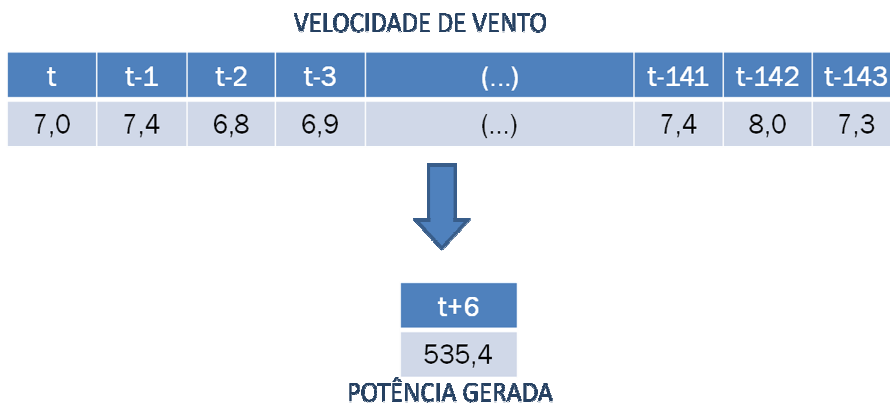 VELOCIDADE DE VENTO
t t-1 t-2 t-3 (...) t-141 t-142 t-143
7,0 7,4 6,8 6,9 (...) 7,4 8,0 7,3
t+6
535,4
POTÊNCIA GERADA